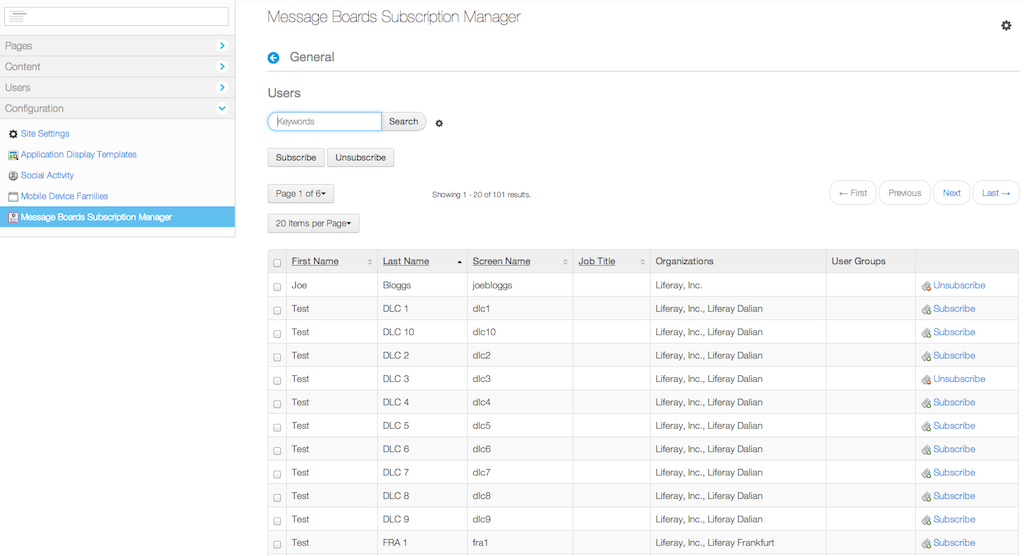 Pages
Content
Users
Configuration
Site Settings
Application Display Templates
Social Activity
Mobile Device Families
Message Boards Subscription Manager
Message Boards Subscription Manager
General
Users
Keywords Search
Subscribe Unsubscribe
Page 1 of 6 Showing 1 - 20 of 101 results. ← First Previous Next Last →
20 Items per Page
First Name Last Name Screen Name Job Title Organizations User Groups
Joe Bloggs joebloggs Liferay, Inc. Unsubscribe
Test DLC 1 dlc1 Liferay, Inc., Liferay Dalian Subscribe
Test DLC 10 dlc10 Liferay, Inc., Liferay Dalian Subscribe
Test DLC 2 dlc2 Liferay, Inc., Liferay Dalian Subscribe
Test DLC 3 dlc3 Liferay, Inc., Liferay Dalian Unsubscribe
Test DLC 4 dlc4 Liferay, Inc., Liferay Dalian Subscribe
Test DLC 5 dlc5 Liferay, Inc., Liferay Dalian Subscribe
Test DLC 6 dlc6 Liferay, Inc., Liferay Dalian Subscribe
Test DLC 7 dlc7 Liferay, Inc., Liferay Dalian Subscribe
Test DLC 8 dlc8 Liferay, Inc., Liferay Dalian Subscribe
Test DLC 9 dlc9 Liferay, Inc., Liferay Dalian Subscribe
Test FRA 1 fra1 Liferay, Inc., Liferay Frankfurt Subscribe